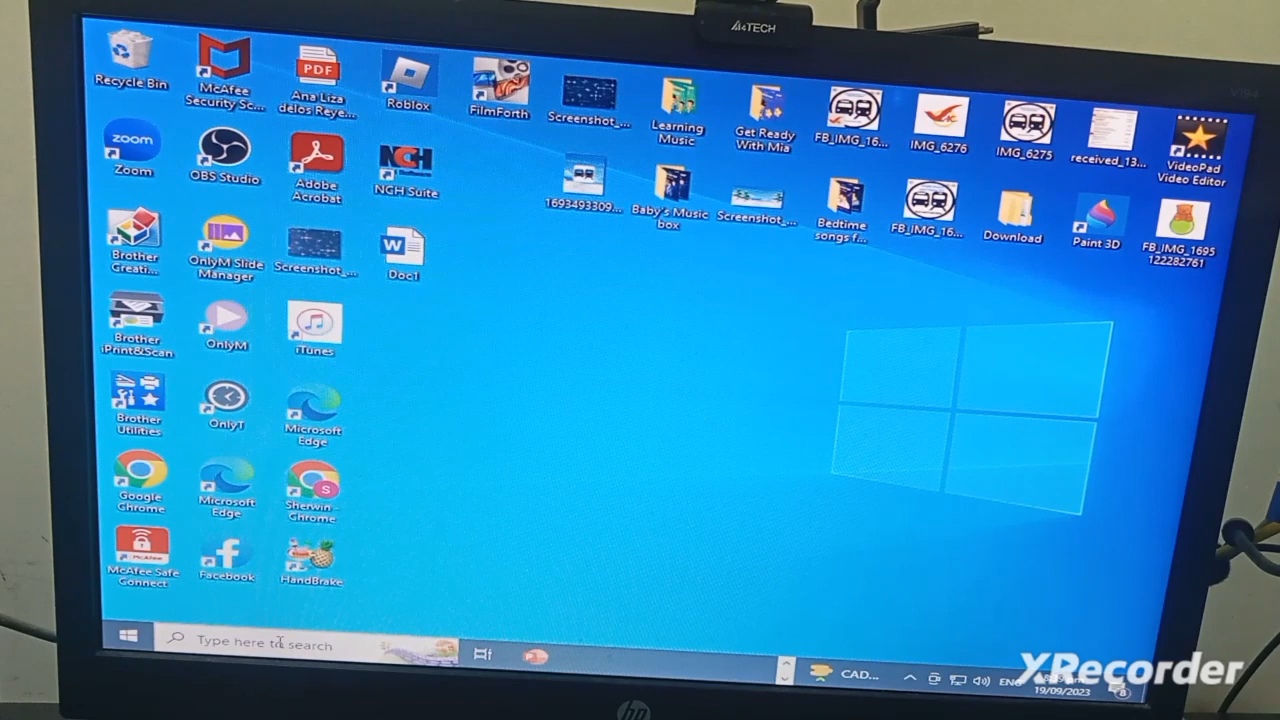 A4TECH
V194
Recycle Bin
McAfee
Security Sc...
PDF
Ana Liza
delos Reye...
Roblox
FilmForth
Screenshot_...
Learning
Music
Get Ready
With Mia
FB_IMG_16...
IMG_6276
IMG_6275
received_13...
VideoPad
Video Editor
zoom
Zoom
OBS Studio
Adobe
Acrobat
NCH
Software
NCH Suite
1693493309...
Baby's Music
box
Screenshot_...
Bedtime
songs f...
FB_IMG_16...
Download
Paint 3D
FB_IMG_1695
122282761
Brother
Creati...
OnlyM Slide
Manager
Screenshot_...
W
Doc1
Brother
iPrint&Scan
OnlyM
iTunes
Brother
Utilities
OnlyT
Microsoft
Edge
Google
Chrome
Microsoft
Edge
S
Sherwin -
Chrome
McAfee
McAfee Safe
Connect
f
Facebook
HandBrake
Type here to search
CAD...
ENG
19/09/2023
8
XRecorder
hp